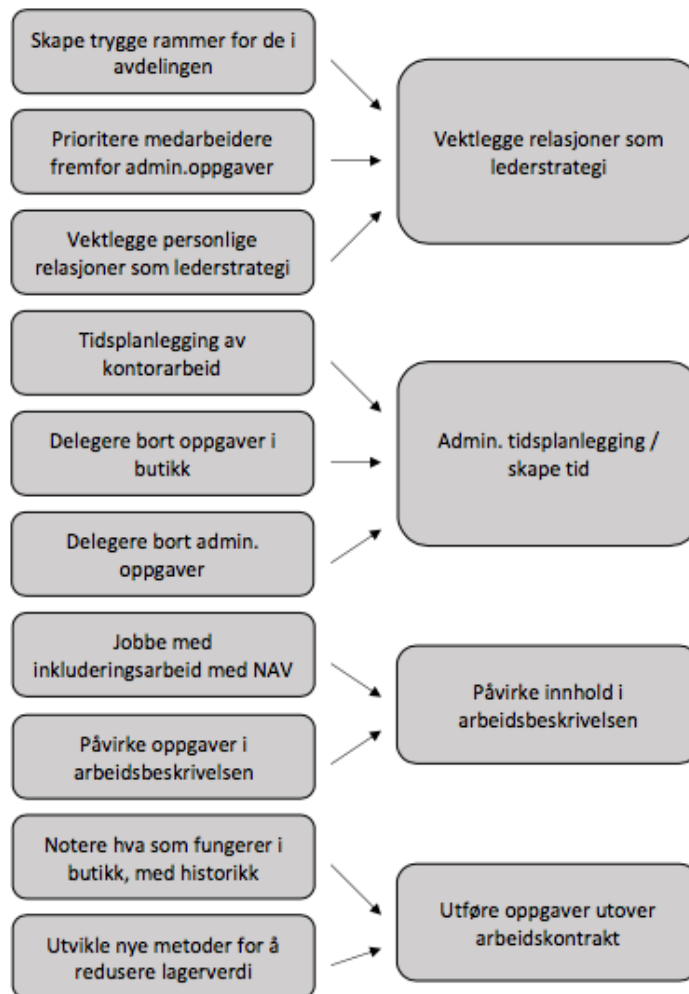 Skape trygge rammer for de i
avdelingen
Prioritere medarbeidere
fremfor admin.oppgaver
Vektlegge personlige
relasjoner som lederstrategi
Vektlegge relasjoner som
lederstrategi
Tidsplanlegging av
kontorarbeid
Delegere bort oppgaver i
butikk
Delegere bort admin.
oppgaver
Admin. tidsplanlegging /
skape tid
Jobbe med
inkluderingsarbeid med NAV
Påvirke oppgaver i
arbeidsbeskrivelsen
Påvirke innhold i
arbeidsbeskrivelsen
Notere hva som fungerer i
butikk, med historikk
Utvikle nye metoder for å
redusere lagerverdi
Utføre oppgaver utover
arbeidskontrakt